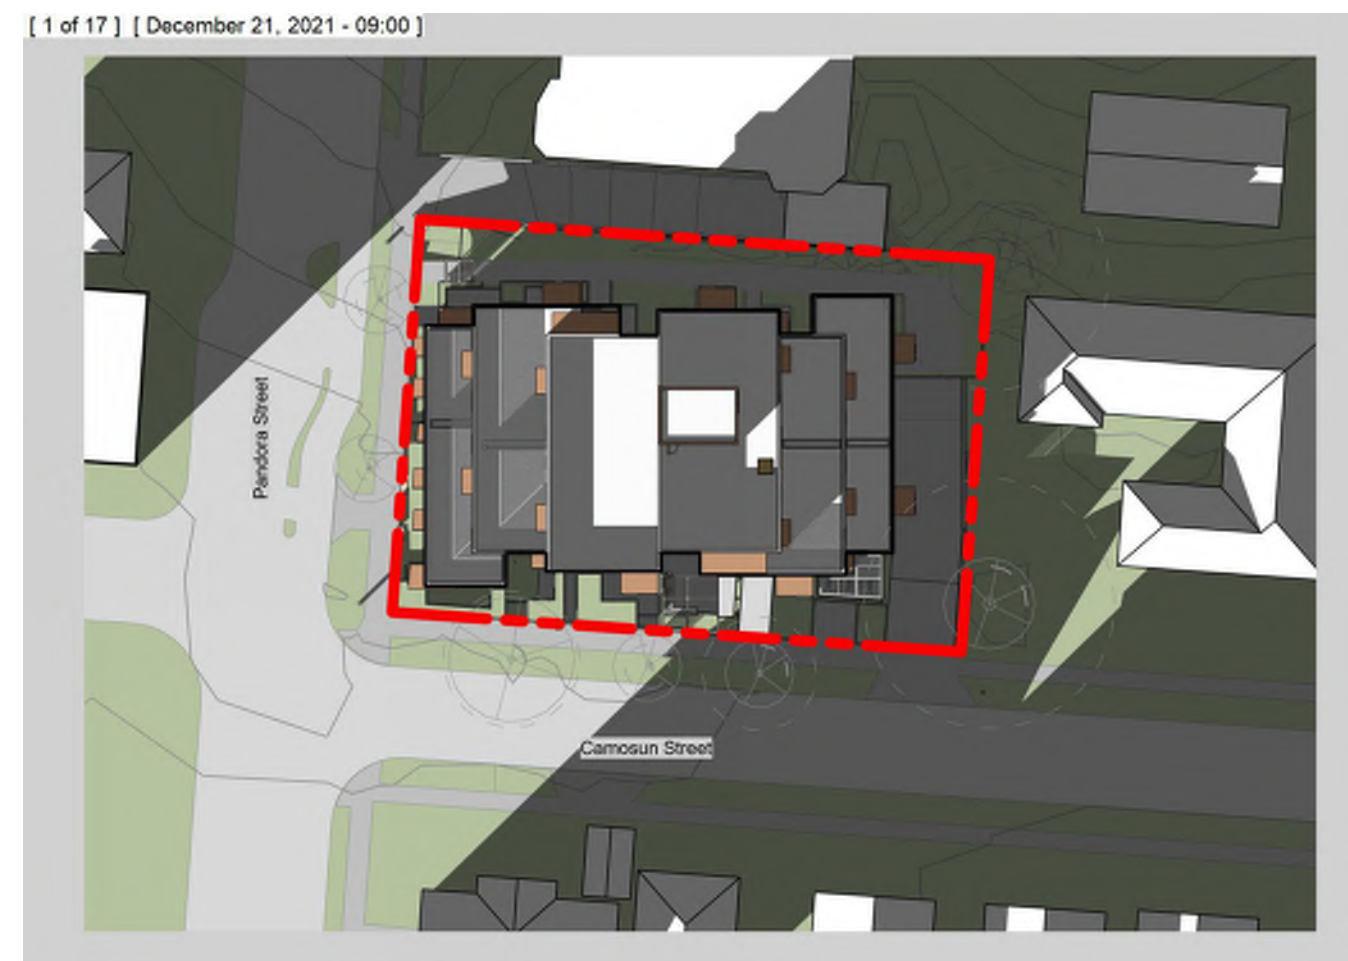 [ 1 of 17 ] [ December 21, 2021 - 09:00 ]
Pandora Street
Camosun Street